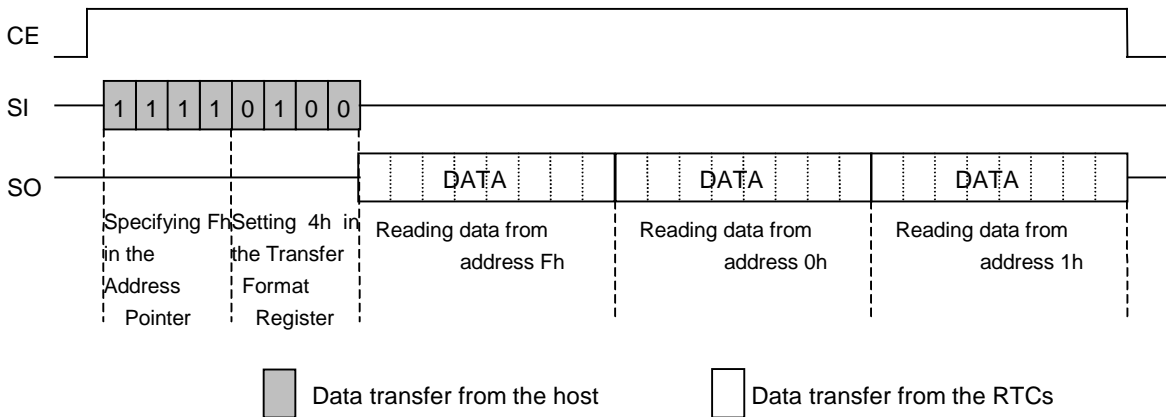 CE
SI
1 1 1 1 0 1 0 0
SO
DATA DATA DATA
Specifying Fh
in the
Address
Pointer
Setting 4h in
the Transfer
Format
Register
Reading data from
address Fh
Reading data from
address 0h
Reading data from
address 1h
Data transfer from the host
Data transfer from the RTCs